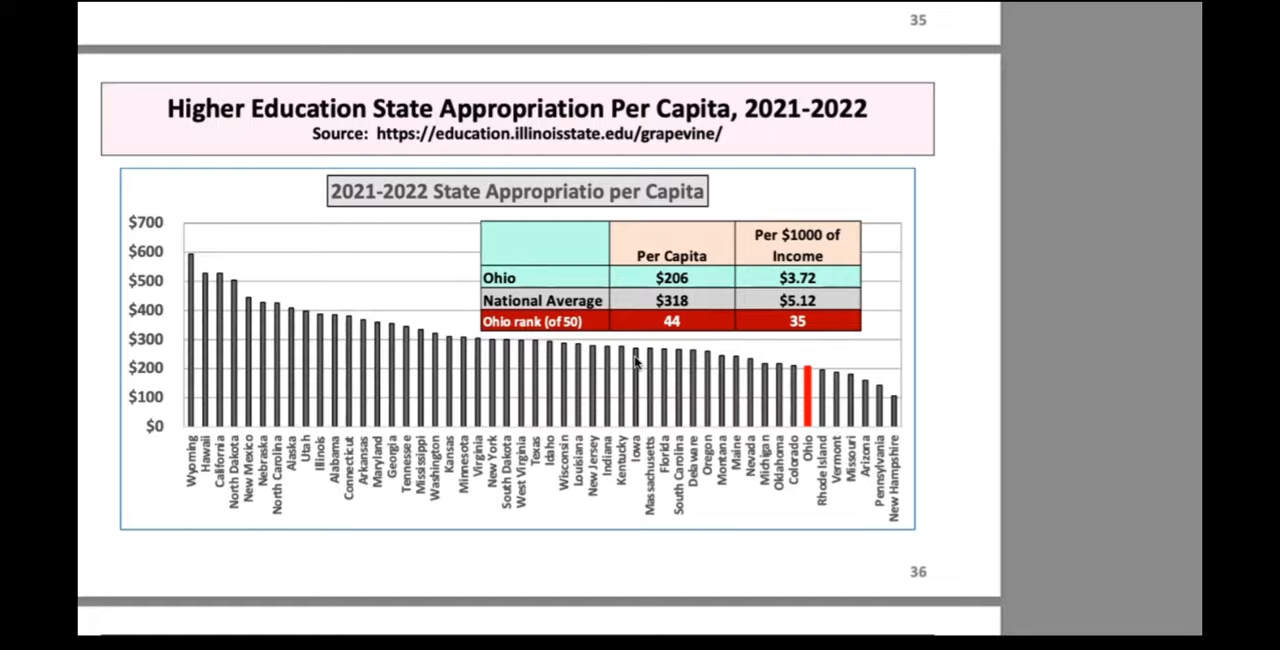 35
Higher Education State Appropriation Per Capita, 2021-2022
Source: https://education.illinoisstate.edu/grapevine/
2021-2022 State Appropriatio per Capita
$700
$600
$500
$400
$300
$200
$100
$0
Per Capita
Per $1000 of
Income
Ohio $206 $3.72
National Average $318 $5.12
Ohio rank (of 50) 44 35
Wyoming
Hawaii
California
North Dakota
New Mexico
Nebraska
North Carolina
Alaska
Utah
Illinois
Alabama
Connecticut
Arkansas
Maryland
Georgia
Tennessee
Mississippi
Washington
Kansas
Minnesota
Virginia
New York
South Dakota
West Virginia
Texas
Idaho
Wisconsin
Louisiana
New Jersey
Indiana
Kentucky
Iowa
Massachusetts
Florida
South Carolina
Delaware
Oregon
Montana
Maine
Nevada
Michigan
Oklahoma
Colorado
Ohio
Rhode Island
Vermont
Missouri
Arizona
Pennsylvania
New Hampshire
36